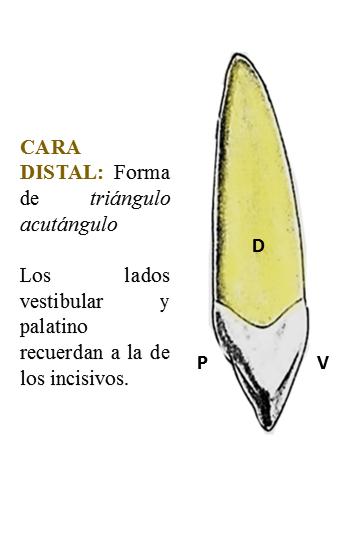 CARA
DISTAL: Forma
de triángulo
acutángulo
Los lados
vestibular y
palatino
recuerdan a la de
los incisivos.
D
P V